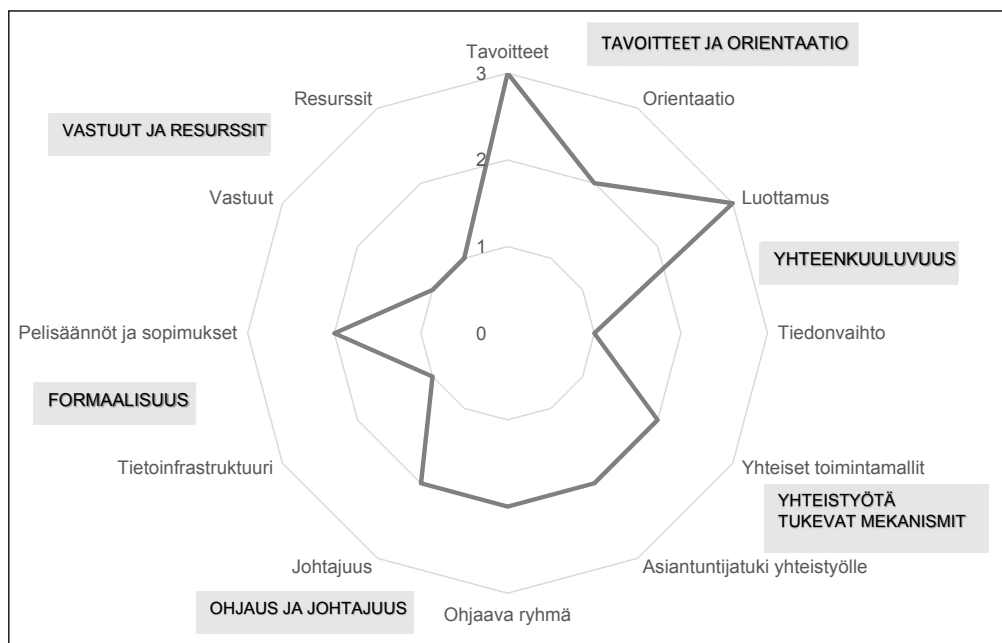 Tavoitteet
TAVOITTEET JA ORIENTAATIO
3
Resurssit
Orientaatio
VASTUUT JA RESURSSIT
2
Vastuut
Luottamus
1
YHTEENKUULUVUUS
Pelisäännöt ja sopimukset
0
Tiedonvaihto
FORMAALISUUS
Tietoinfrastruktuuri
Yhteiset toimintamallit
YHTEISTYÖTÄ
TUKEVAT MEKANISMIT
Johtajuus
Asiantuntijatuki yhteistyölle
OHJAUS JA JOHTAJUUS
Ohjaava ryhmä